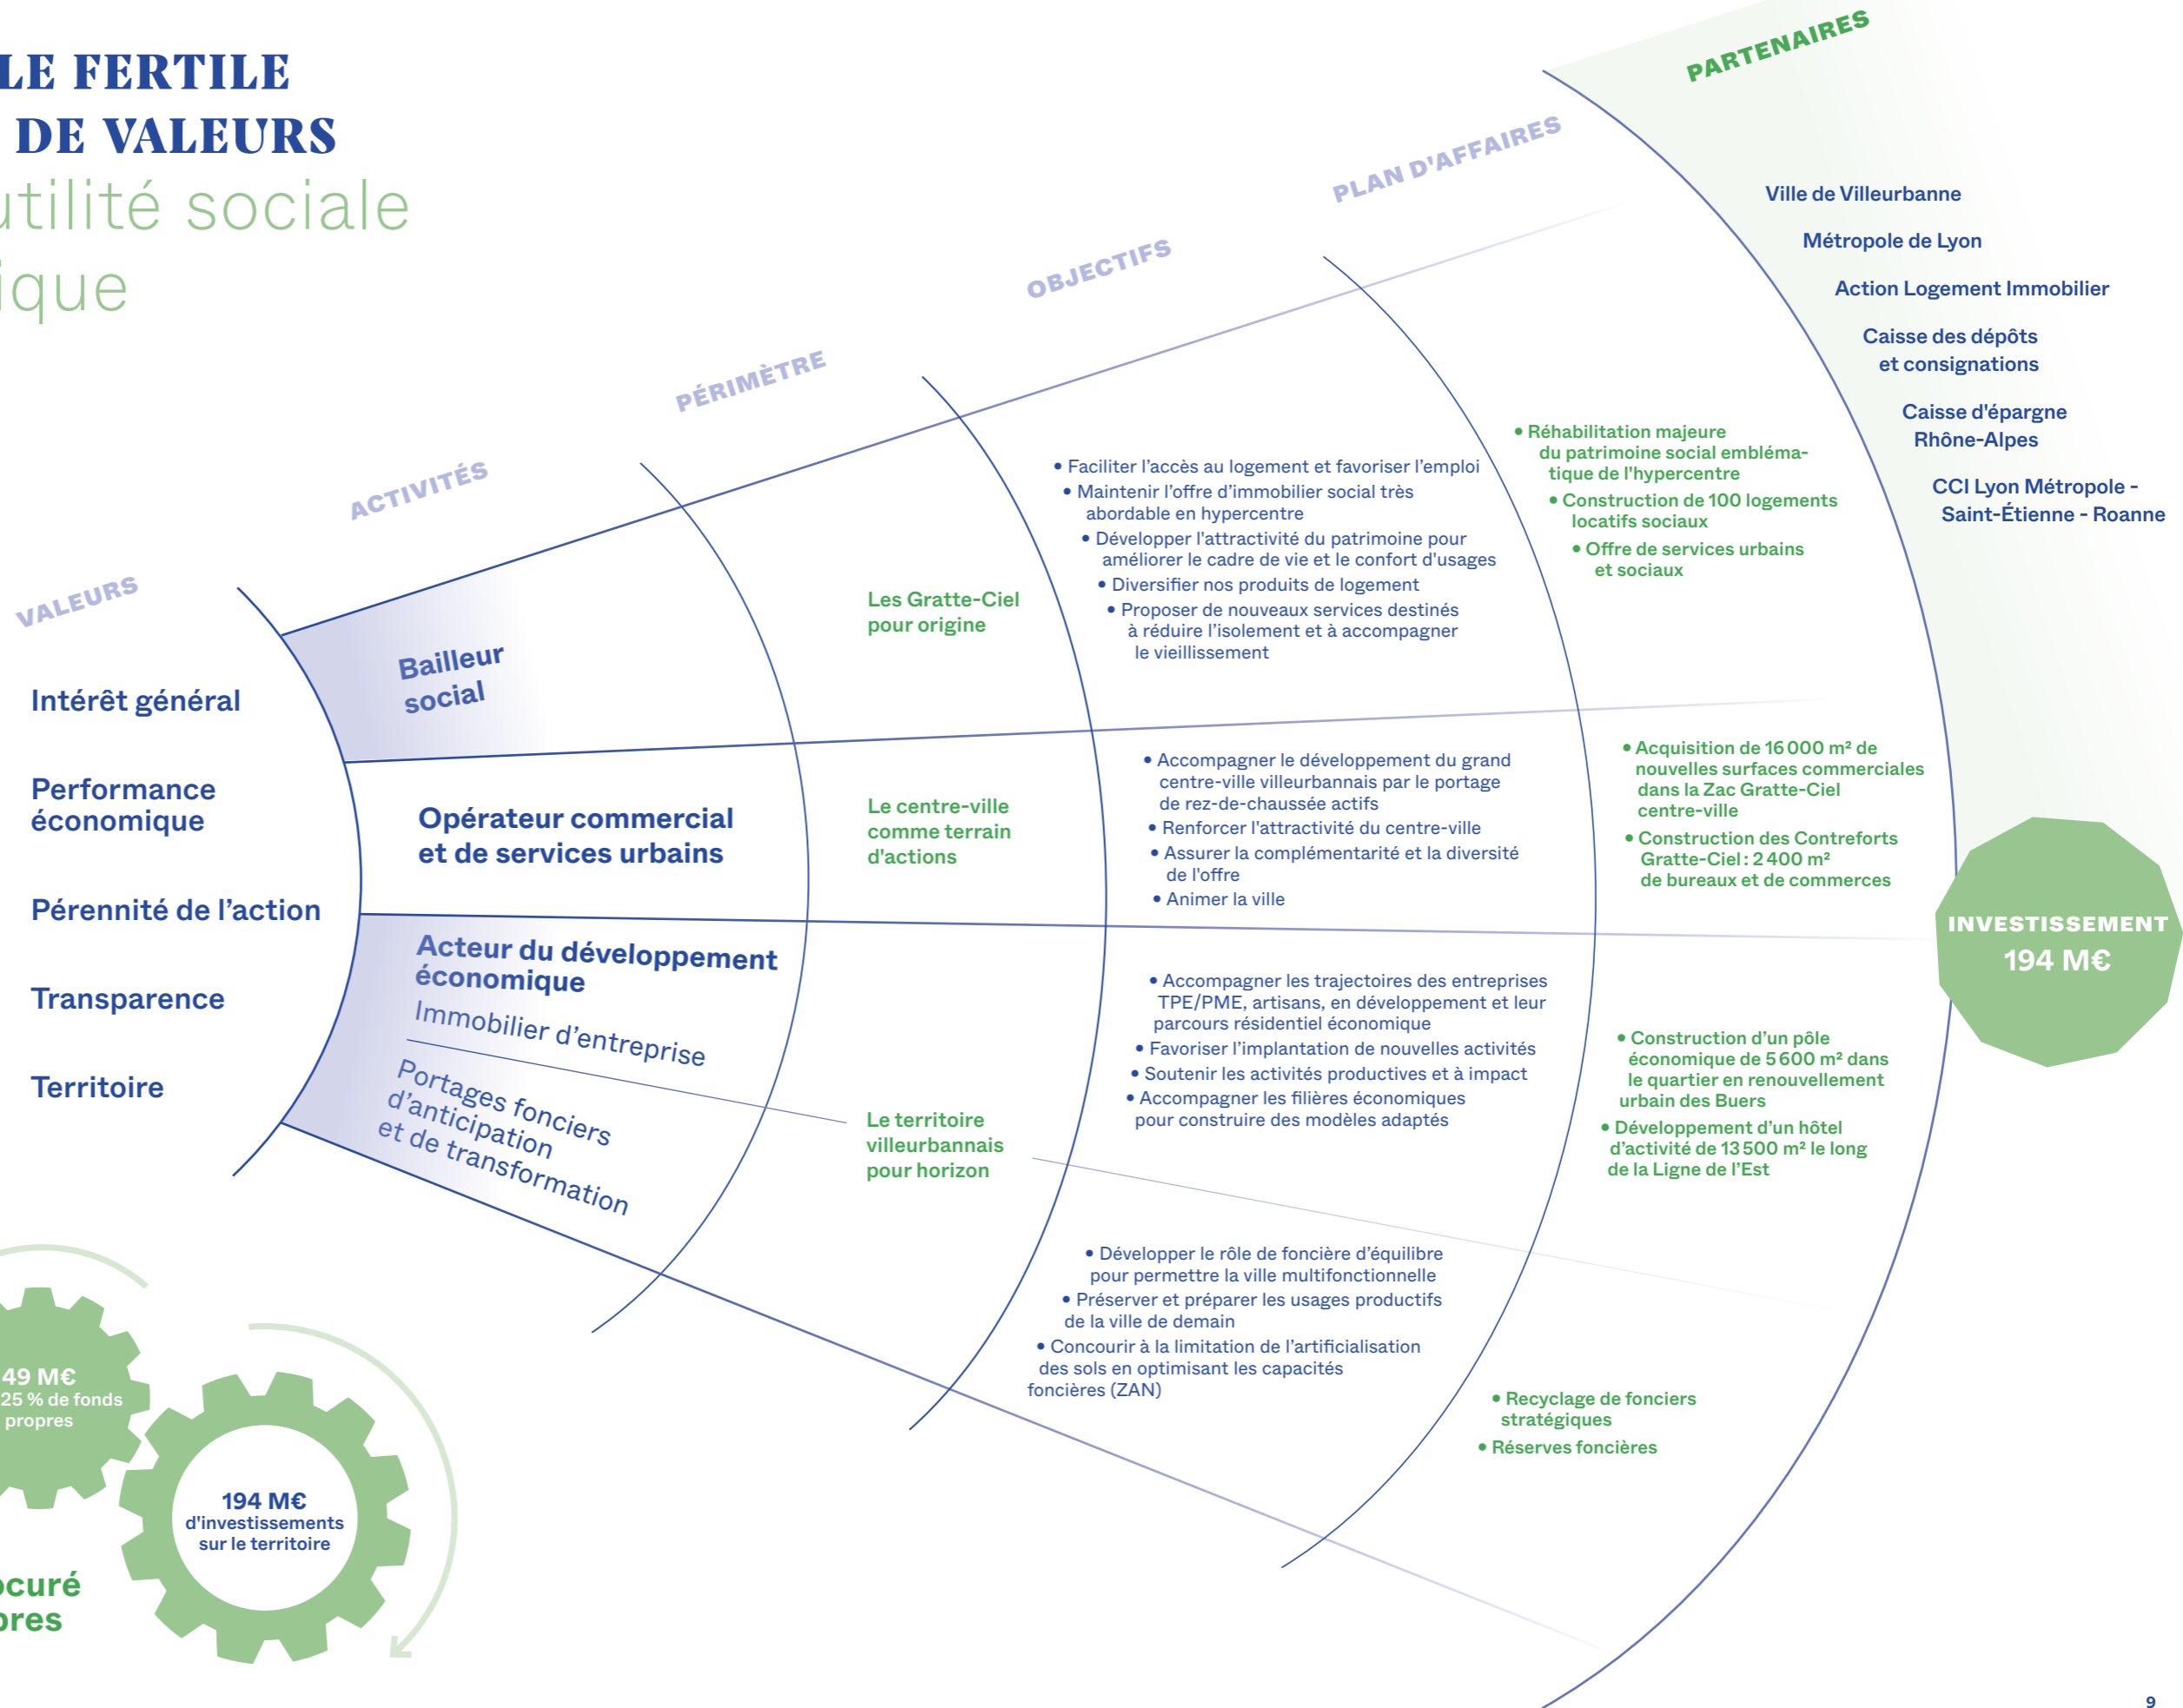 LE FERTILE
DE VALEURS
utilité sociale
ique
VALEURS
Intérêt général
Performance
économique
Pérennité de l’action
Transparence
Territoire
ACTIVITÉS
Bailleur
social
Opérateur commercial
et de services urbains
Acteur du développement
économique
Immobilier d’entreprise
Portages fonciers
d’anticipation
et de transformation
PÉRIMÈTRE
Les Gratte-Ciel
pour origine
Le centre-ville
comme terrain
d'actions
Le territoire
villeurbannais
pour horizon
OBJECTIFS
• Faciliter l’accès au logement et favoriser l’emploi
• Maintenir l’offre d’immobilier social très
abordable en hypercentre
• Développer l'attractivité du patrimoine pour
améliorer le cadre de vie et le confort d'usages
• Diversifier nos produits de logement
• Proposer de nouveaux services destinés
à réduire l’isolement et à accompagner
le vieillissement
• Accompagner le développement du grand
centre-ville villeurbannais par le portage
de rez-de-chaussée actifs
• Renforcer l'attractivité du centre-ville
• Assurer la complémentarité et la diversité
de l'offre
• Animer la ville
• Accompagner les trajectoires des entreprises
TPE/PME, artisans, en développement et leur
parcours résidentiel économique
• Favoriser l’implantation de nouvelles activités
• Soutenir les activités productives et à impact
• Accompagner les filières économiques
pour construire des modèles adaptés
• Développer le rôle de foncière d’équilibre
pour permettre la ville multifonctionnelle
• Préserver et préparer les usages productifs
de la ville de demain
• Concourir à la limitation de l’artificialisation
des sols en optimisant les capacités
foncières (ZAN)
PLAN D'AFFAIRES
• Réhabilitation majeure
du patrimoine social embléma-
tique de l'hypercentre
• Construction de 100 logements
locatifs sociaux
• Offre de services urbains
et sociaux
• Acquisition de 16 000 m² de
nouvelles surfaces commerciales
dans la Zac Gratte-Ciel
centre-ville
• Construction des Contreforts
Gratte-Ciel : 2 400 m²
de bureaux et de commerces
• Construction d’un pôle
économique de 5 600 m² dans
le quartier en renouvellement
urbain des Buers
• Développement d’un hôtel
d’activité de 13 500 m² le long
de la Ligne de l’Est
• Recyclage de fonciers
stratégiques
• Réserves foncières
PARTENAIRES
Ville de Villeurbanne
Métropole de Lyon
Action Logement Immobilier
Caisse des dépôts
et consignations
Caisse d'épargne
Rhône-Alpes
CCI Lyon Métropole -
Saint-Étienne - Roanne
INVESTISSEMENT
194 M€
49 M€
25 % de fonds
propres
194 M€
d'investissements
sur le territoire
ocuré
pres
9